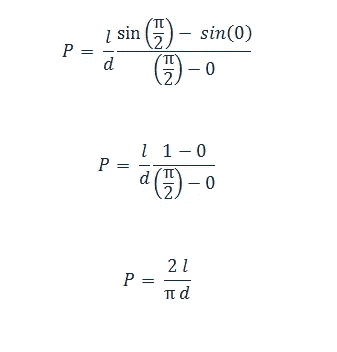 P = l/d (sin(π/2) − sin(0))/((π/2) − 0)
P = l/d (1 − 0)/((π/2) − 0)
P = 2 l/π d